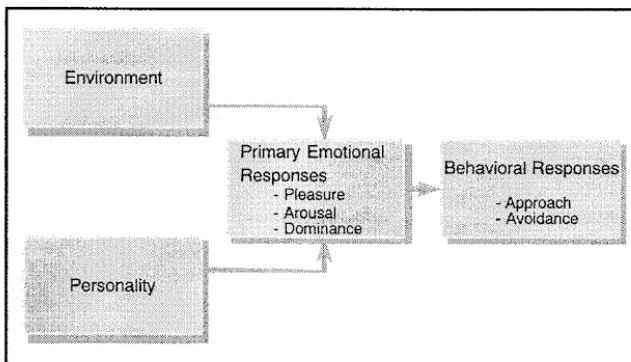 Environment
Primary Emotional
Responses
- Pleasure
- Arousal
- Dominance
Behavioral Responses
- Approach
- Avoidance
Personality